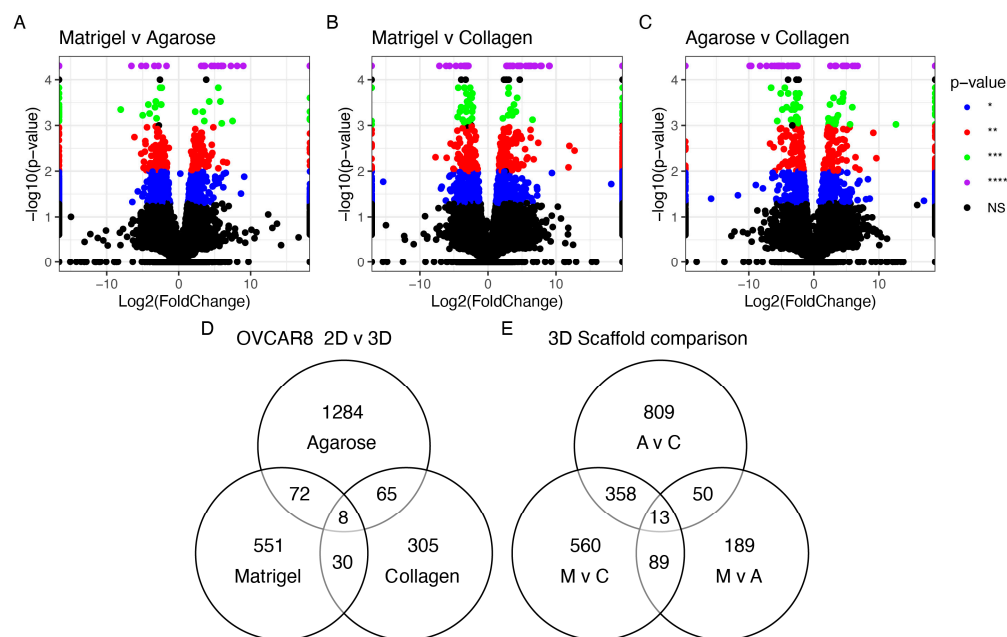 A
B
C
Matrigel v Agarose
Matrigel v Collagen
Agarose v Collagen
4
3
2
1
0
−log10(p−value)
−10
0
10
Log2(FoldChange)
4
3
2
1
0
−log10(p−value)
−10
0
10
Log2(FoldChange)
4
3
2
1
0
−log10(p−value)
−10
0
10
Log2(FoldChange)
p−value
*
**
***
****
NS
D
OVCAR8 2D v 3D
1284
Agarose
72
65
8
551
Matrigel
30
305
Collagen
E
3D Scaffold comparison
809
A v C
358
50
13
560
M v C
89
189
M v A